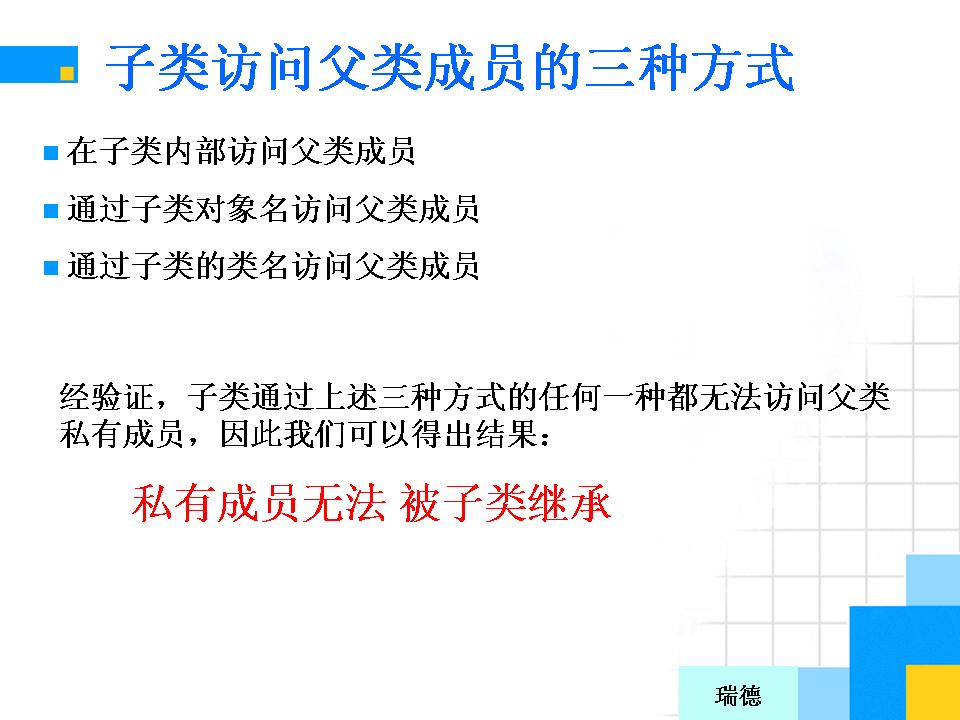 子类访问父类成员的三种方式
在子类内部访问父类成员
通过子类对象名访问父类成员
通过子类的类名访问父类成员
经验证，子类通过上述三种方式的任何一种都无法访问父类
私有成员，因此我们可以得出结果：
私有成员无法 被子类继承
瑞德